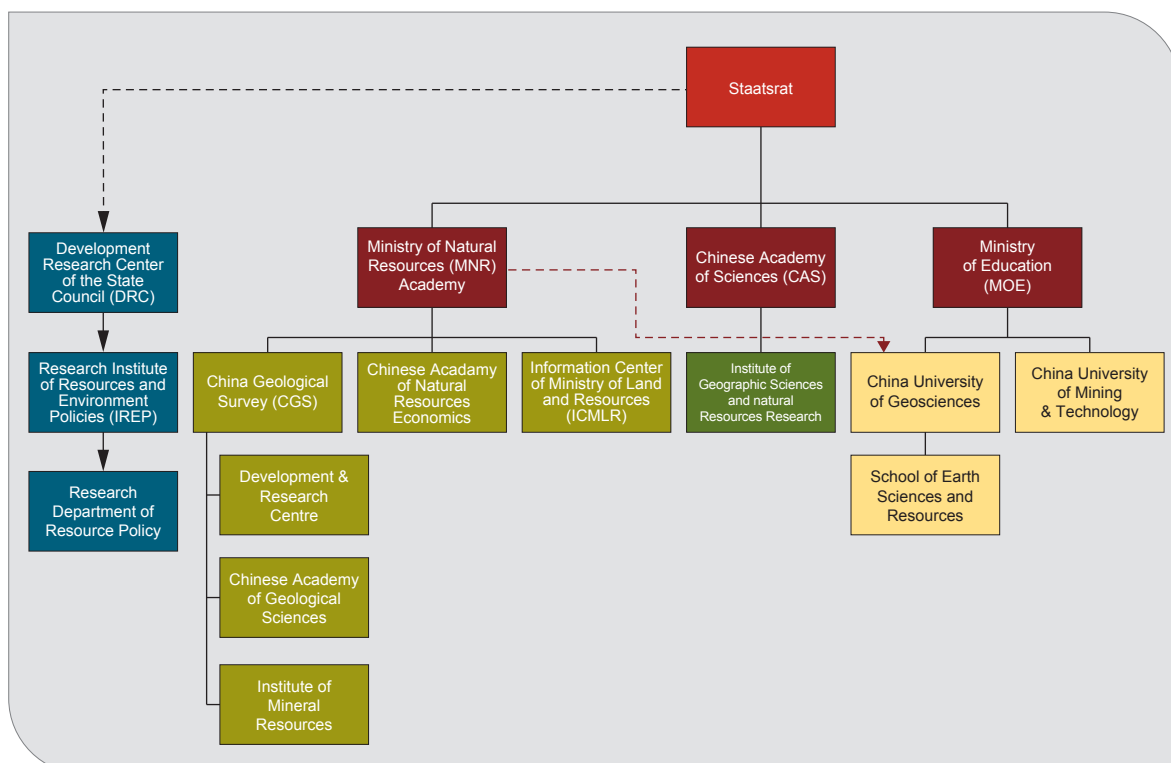 Staatsrat
Development
Research Center
of the State
Council (DRC)
Ministry of Natural
Resources (MNR)
Academy
Chinese Academy
of Sciences (CAS)
Ministry
of Education
(MOE)
Research Institute
of Resources and
Environment
Policies (IREP)
China Geological
Survey (CGS)
Chinese Acadamy
of Natural
Resources
Economics
Information Center
of Ministry of Land
and Resources
(ICMLR)
Institute of
Geographic Sciences
and natural
Resources Research
China University
of Geosciences
China University
of Mining
& Technology
Research
Department of
Resource Policy
Development &
Research
Centre
School of Earth
Sciences and
Resources
Chinese Academy
of Geological
Sciences
Institute of
Mineral
Resources